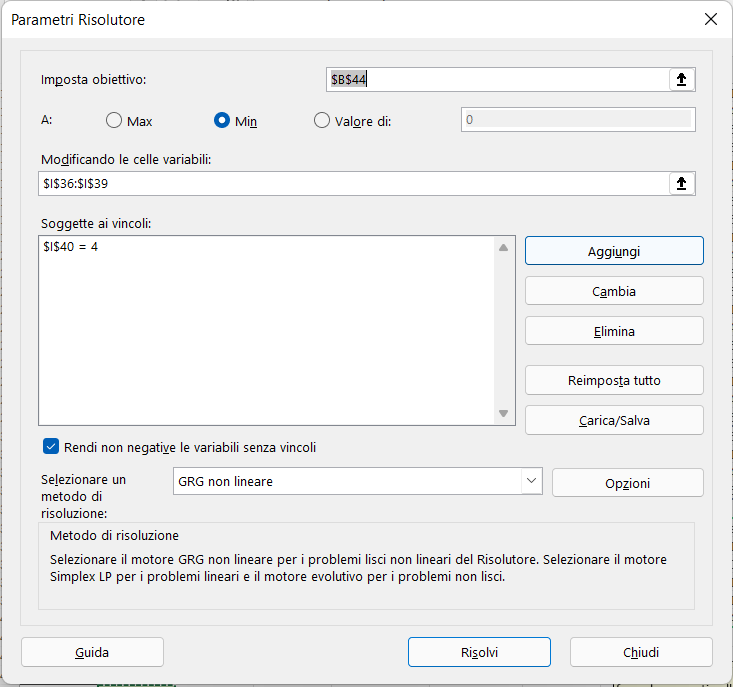 Parametri Risolutore
Imposta obiettivo:
$B$44
A:
Max
Min
Valore di:
0
Modificando le celle variabili:
$I$36:$I$39
Soggette ai vincoli:
$I$40 = 4
Aggiungi
Cambia
Elimina
Reimposta tutto
Carica/Salva
Rendi non negative le variabili senza vincoli
Selezionare un
metodo di
risoluzione:
GRG non lineare
Opzioni
Metodo di risoluzione
Selezionare il motore GRG non lineare per i problemi lisci non lineari del Risolutore. Selezionare il motore
Simplex LP per i problemi lineari e il motore evolutivo per i problemi non lisci.
Guida
Risolvi
Chiudi